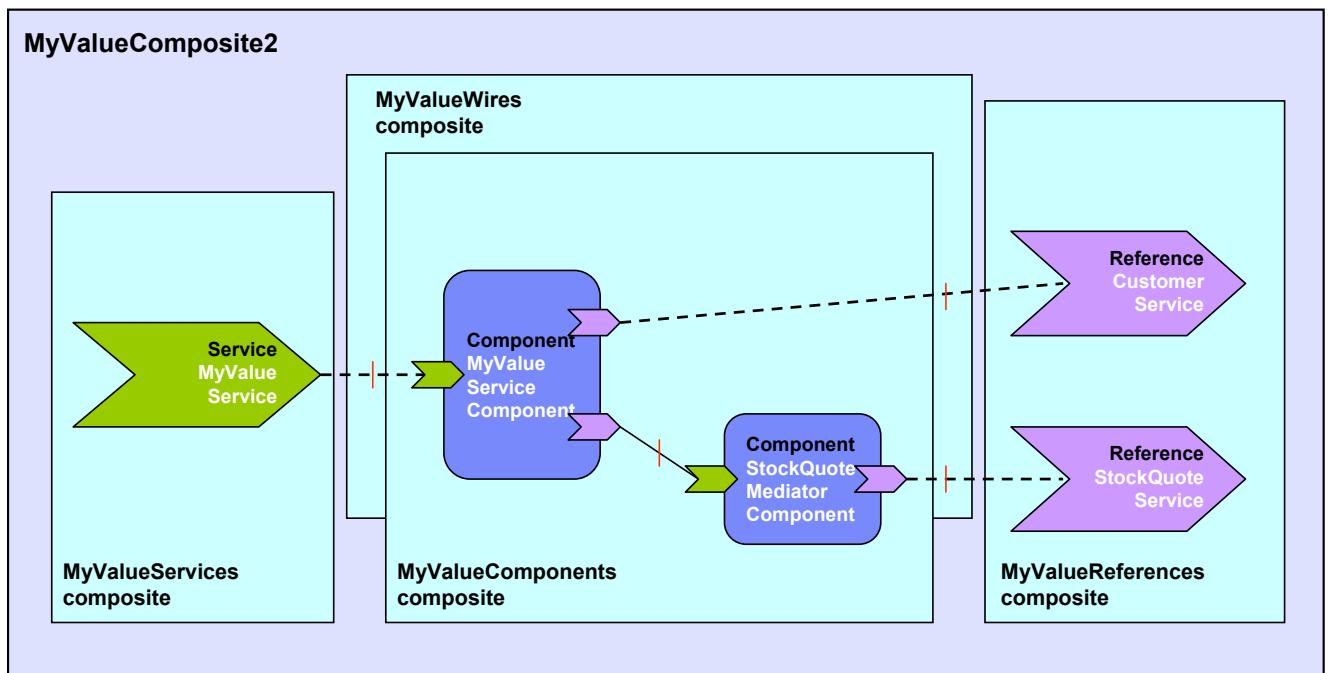 MyValueComposite2
MyValueWires
composite
Service
MyValue
Service
Component
MyValue
Service
Component
Component
StockQuote
Mediator
Component
Reference
Customer
Service
Reference
StockQuote
Service
MyValueServices
composite
MyValueComponents
composite
MyValueReferences
composite